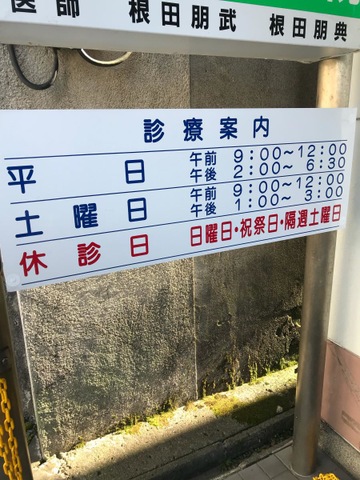 医師 根田朋武 根田朋典
診療案内
平日 午前 9:00〜12:00
午後 2:00〜 6:30
土曜日 午前 9:00〜12:00
午後 1:00〜 3:00
休診日 日曜日・祝祭日・隔週土曜日